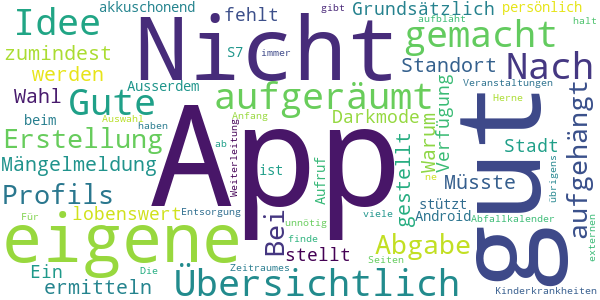 akkuschonend
gibt
Grundsätzlich
persönlich
Idee
Nicht
fehlt
aufbläht
halt
zumindest
Ausserdem
S7
immer
gemacht
werden
Standort
Nach
Wahl
Gute
aufgeräumt
Veranstaltungen
Auswahl
beim
Anfang
Darkmode
Herne
Erstellung
haben
App
Weiterleitung
ab
gestellt
Warum
Verfügung
ne
gut
Stadt
aufgehängt
Mängelmeldung
ist
Aufruf
stützt
übrigens
Profils
Müsste
lobenswert
Entsorgung
Bei
unnötig
viele
Android
Abfallkalender
Für
eigene
finde
Abgabe
externen
stellt
Seiten
Ein
Die
Zeitraumes
ermitteln
Übersichtlich
Kinderkrankheiten